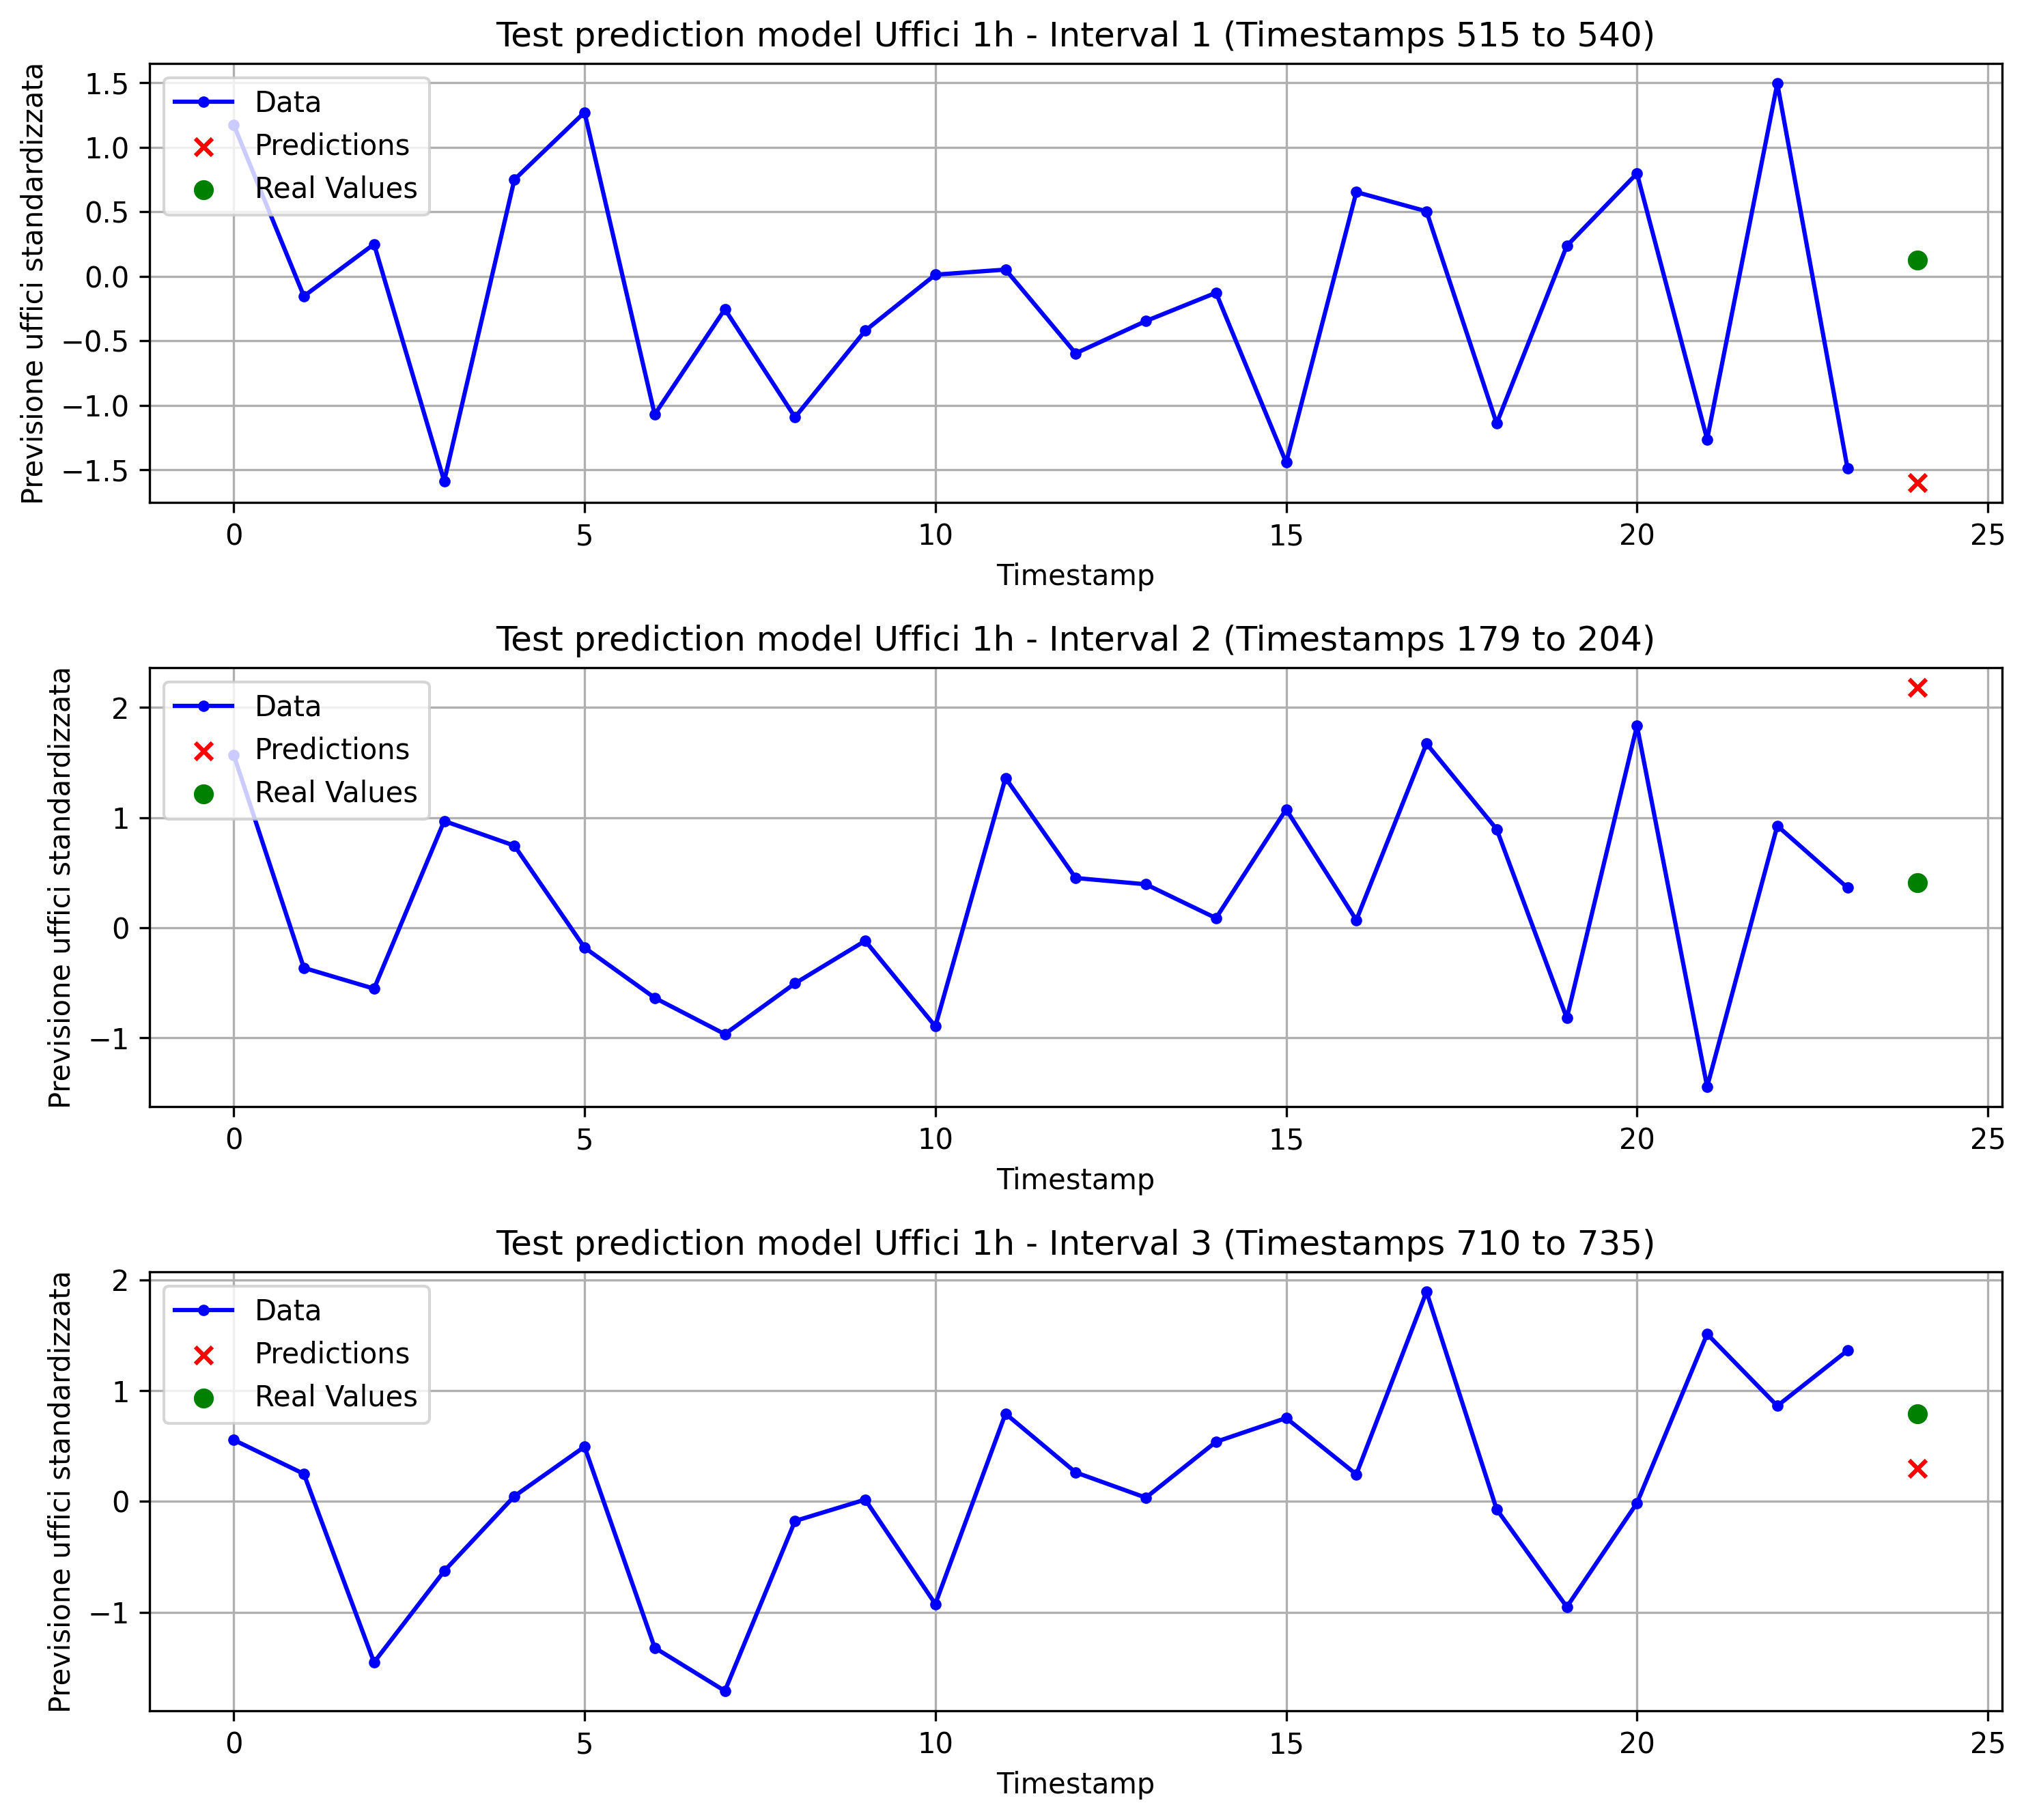 Test prediction model Uffici 1h - Interval 1 (Timestamps 515 to 540)
Previsione uffici standardizzata
1.5
1.0
0.5
0.0
−0.5
−1.0
−1.5
Data
Predictions
Real Values
0 5 10 15 20 25
Timestamp
Test prediction model Uffici 1h - Interval 2 (Timestamps 179 to 204)
Previsione uffici standardizzata
2
1
0
−1
Data
Predictions
Real Values
0 5 10 15 20 25
Timestamp
Test prediction model Uffici 1h - Interval 3 (Timestamps 710 to 735)
Previsione uffici standardizzata
2
1
0
−1
Data
Predictions
Real Values
0 5 10 15 20 25
Timestamp